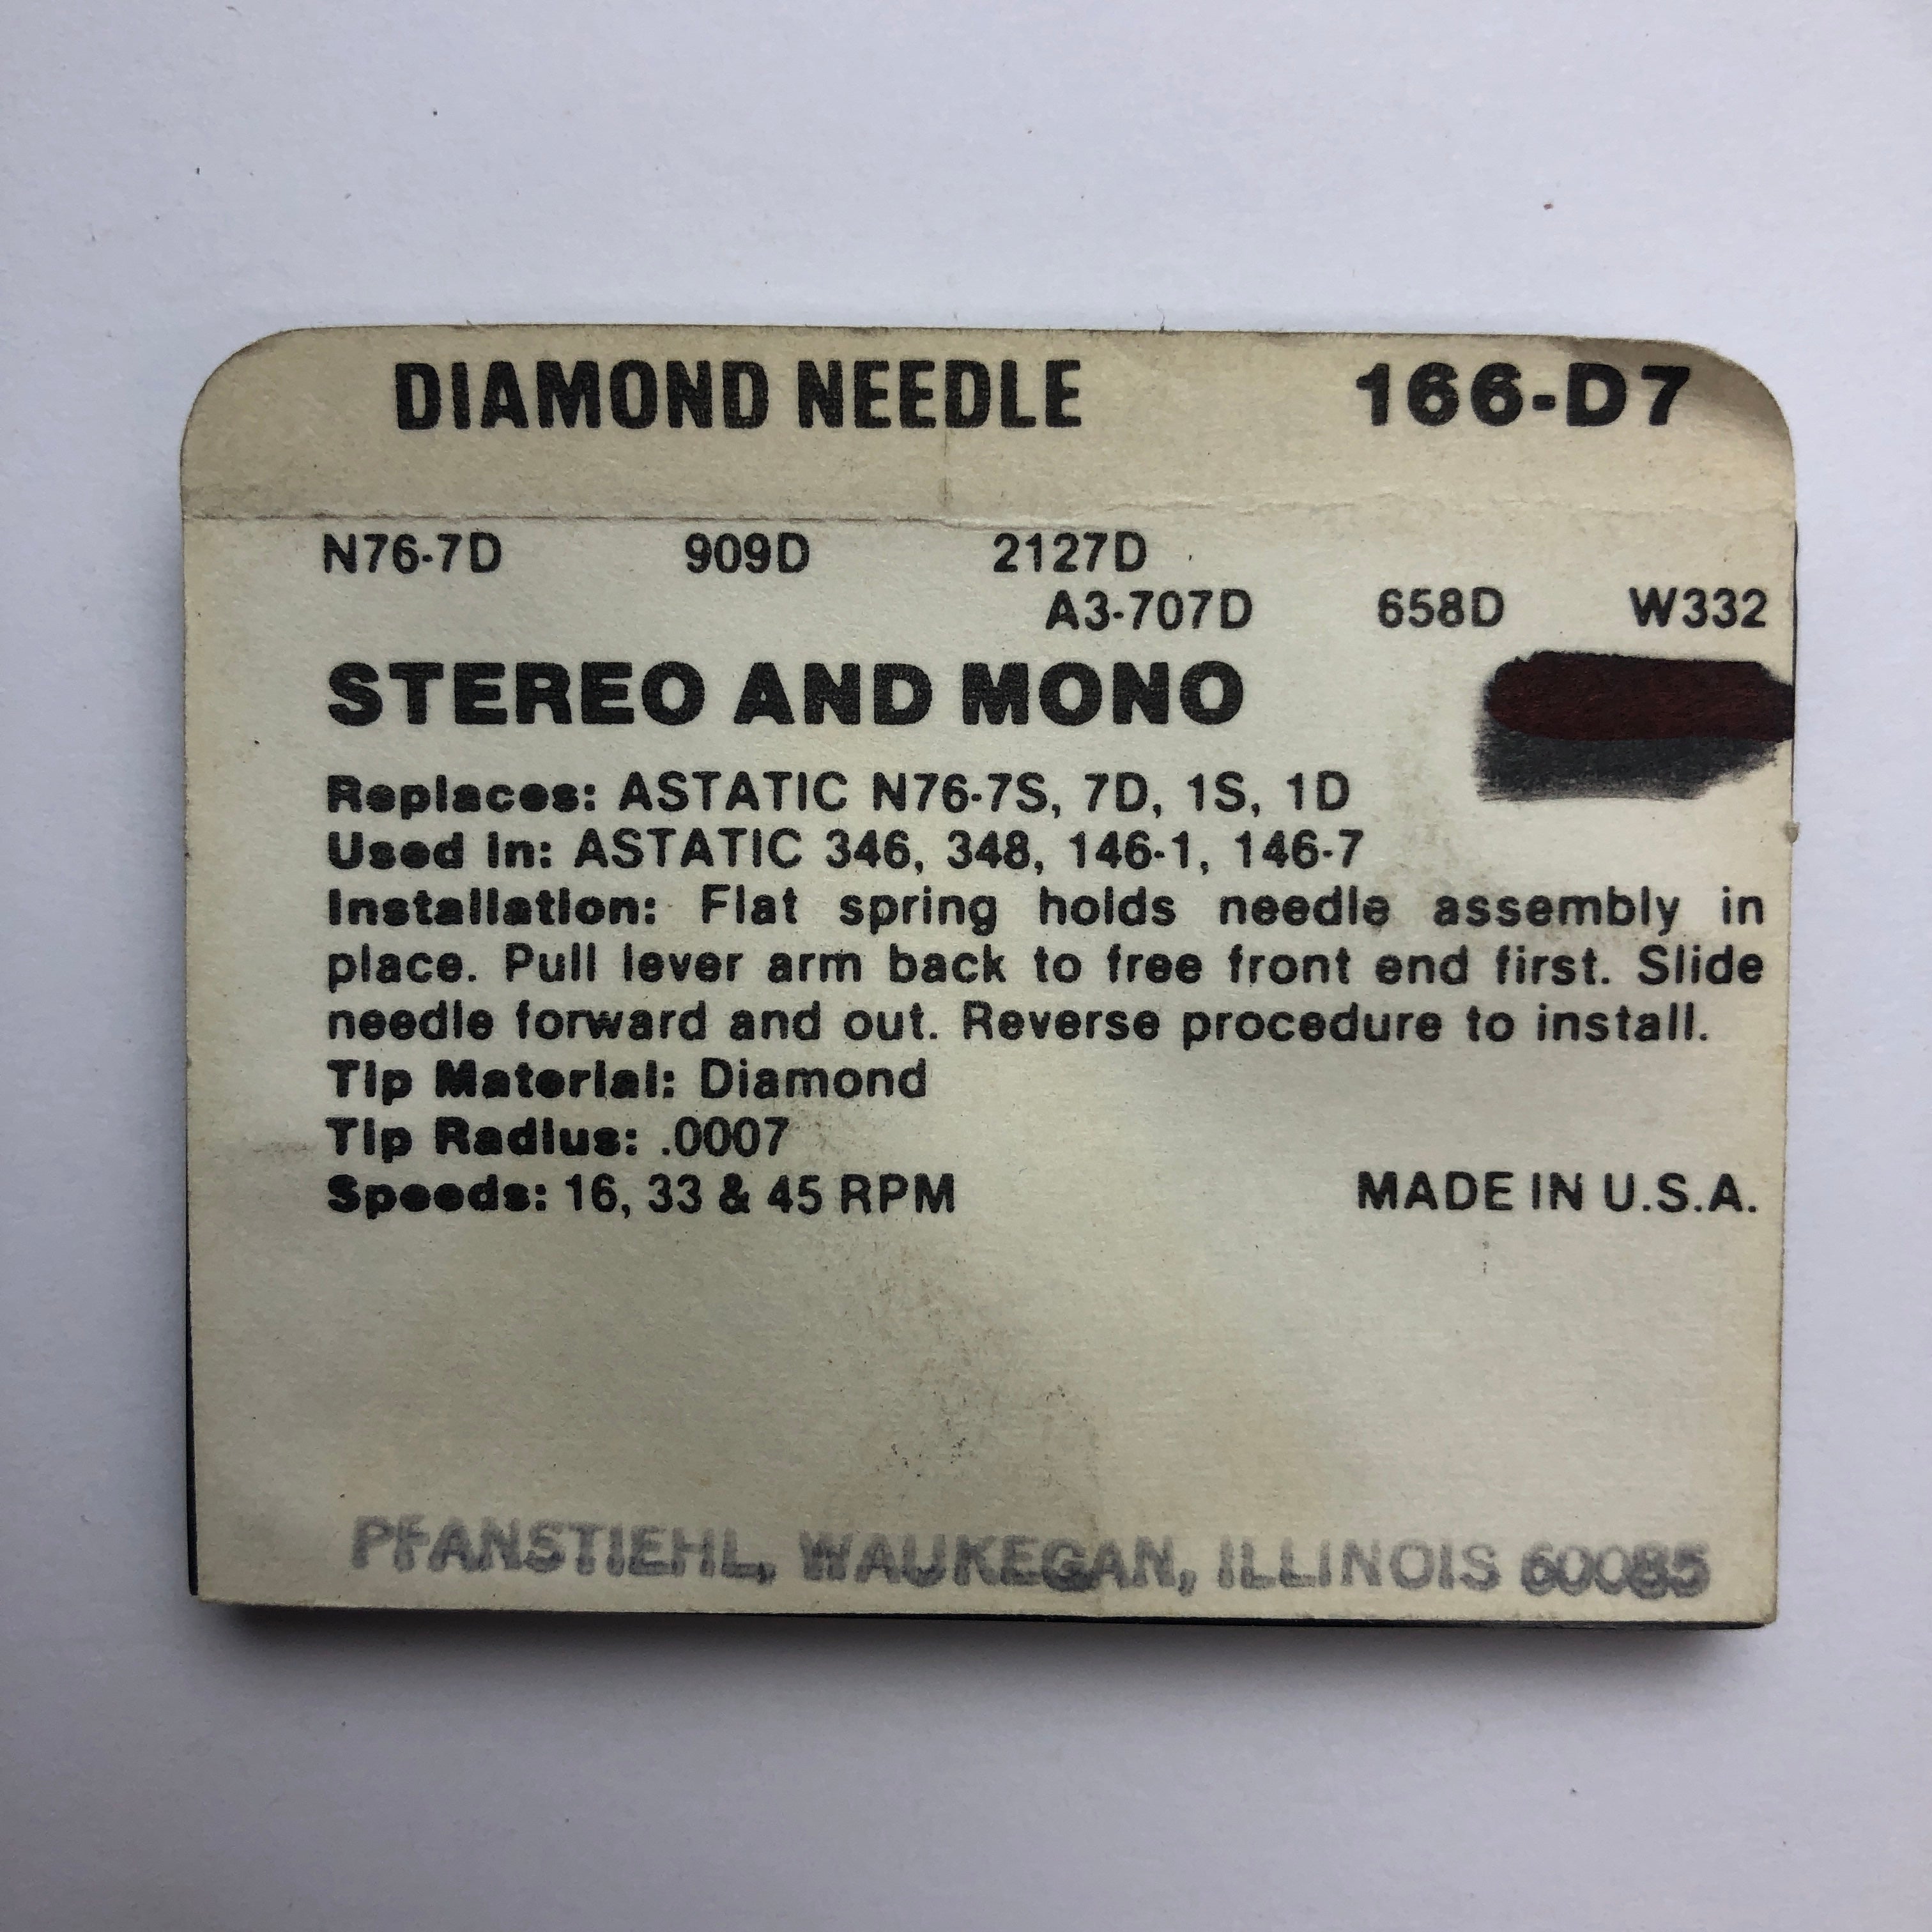 DIAMOND NEEDLE 166-D7
N76-7D 909D 2127D
A3-707D 658D W332
STEREO AND MONO
Replaces: ASTATIC N76-7S, 7D, 1S, 1D
Used in: ASTATIC 346, 348, 146-1, 146-7
Installation: Flat spring holds needle assembly in
place. Pull lever arm back to free front end first. Slide
needle forward and out. Reverse procedure to install.
Tip Material: Diamond
Tip Radius: .0007
Speeds: 16, 33 & 45 RPM MADE IN U.S.A.
PFANSTIEHL, WAUKEGAN, ILLINOIS 60085